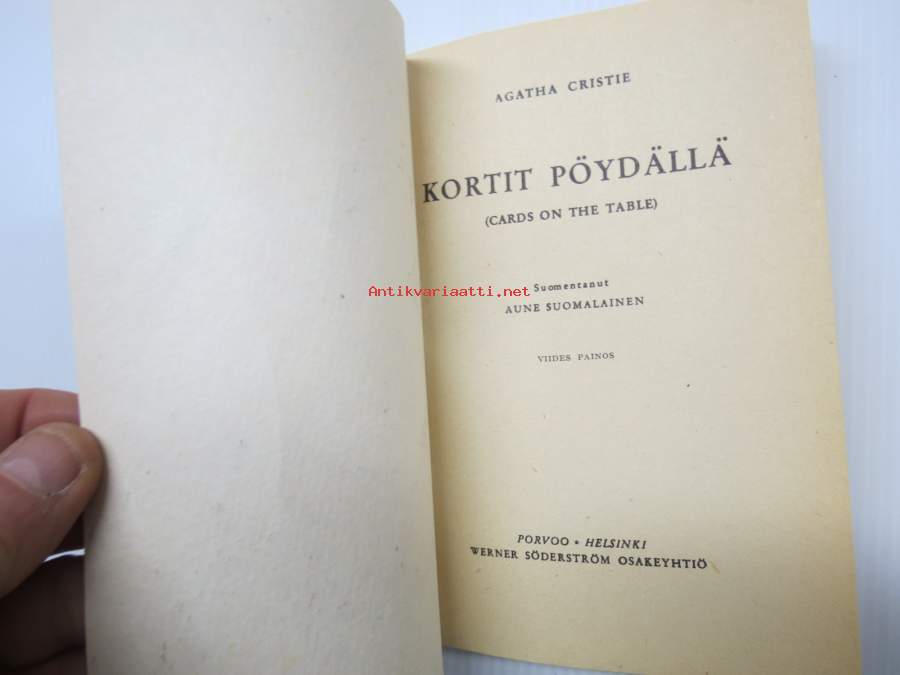 AGATHA CRISTIE
KORTIT PÖYDÄLLÄ
(CARDS ON THE TABLE)
Suomentanut
Antikvariaatti.net
AUNE SUOMALAINEN
VIIDES PAINOS
PORVOO • HELSINKI
WERNER SÖDERSTRÖM OSAKEYHTIÖ